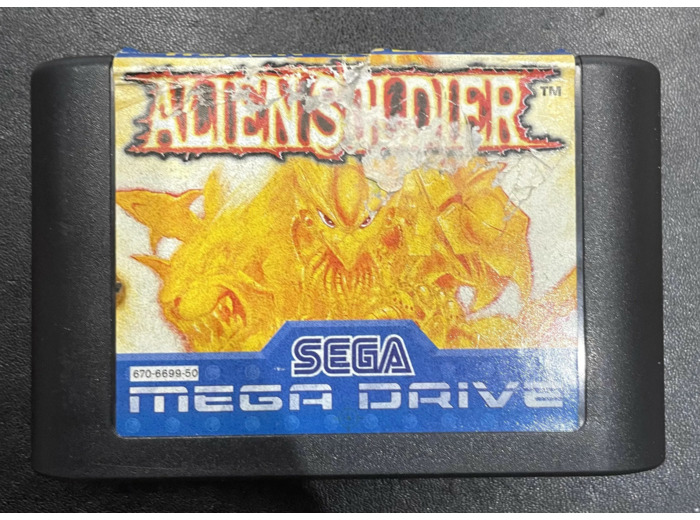 ALIEN SOLDIER TM
SEGA
670-6699-50
MEGA DRIVE